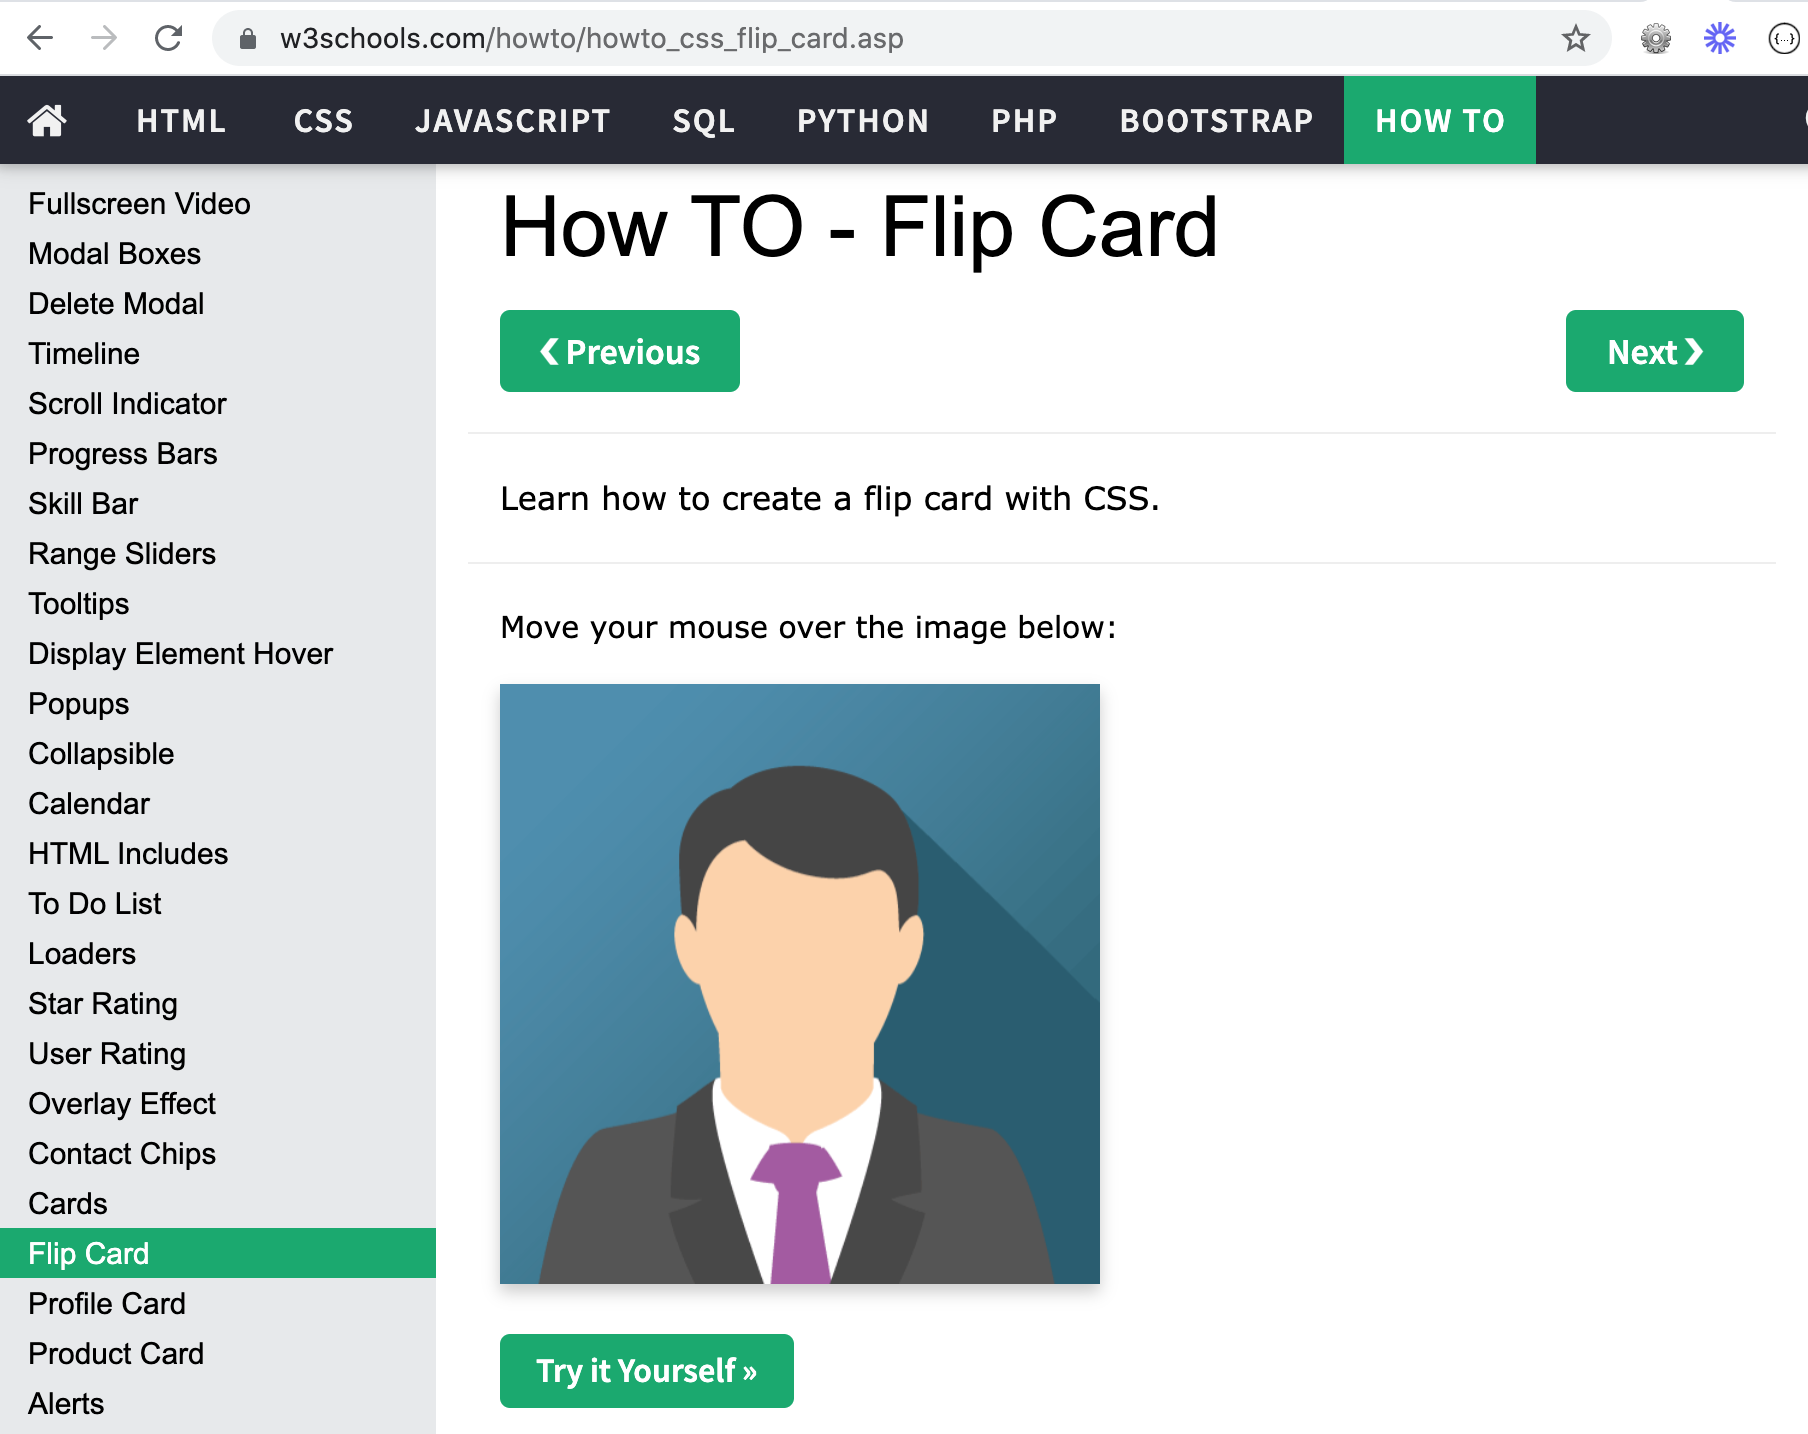 w3schools.com/howto/howto_css_flip_card.asp
{...}
HTML CSS JAVASCRIPT SQL PYTHON PHP BOOTSTRAP HOW TO
Fullscreen Video
Modal Boxes
Delete Modal
Timeline
Scroll Indicator
Progress Bars
Skill Bar
Range Sliders
Tooltips
Display Element Hover
Popups
Collapsible
Calendar
HTML Includes
To Do List
Loaders
Star Rating
User Rating
Overlay Effect
Contact Chips
Cards
Flip Card
Profile Card
Product Card
Alerts
How TO - Flip Card
❮ Previous
Next ❯
Learn how to create a flip card with CSS.
Move your mouse over the image below:
Try it Yourself »